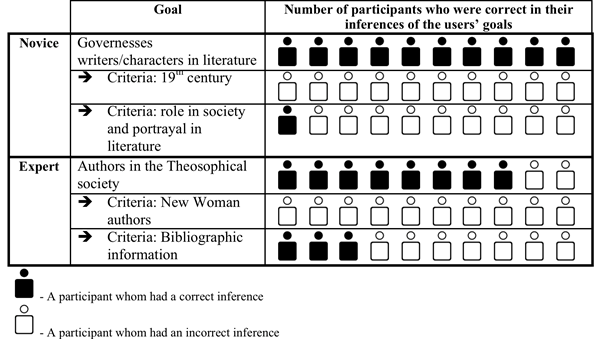 Goal
Number of participants who were correct in their
inferences of the users' goals
Novice
Governesses
writers/characters in literature
➔ Criteria: 19th century
➔ Criteria: role in society
and portrayal in
literature
Expert
Authors in the Theosophical
society
➔ Criteria: New Woman
authors
➔ Criteria: Bibliographic
information
- A participant whom had a correct inference
- A participant whom had an incorrect inference